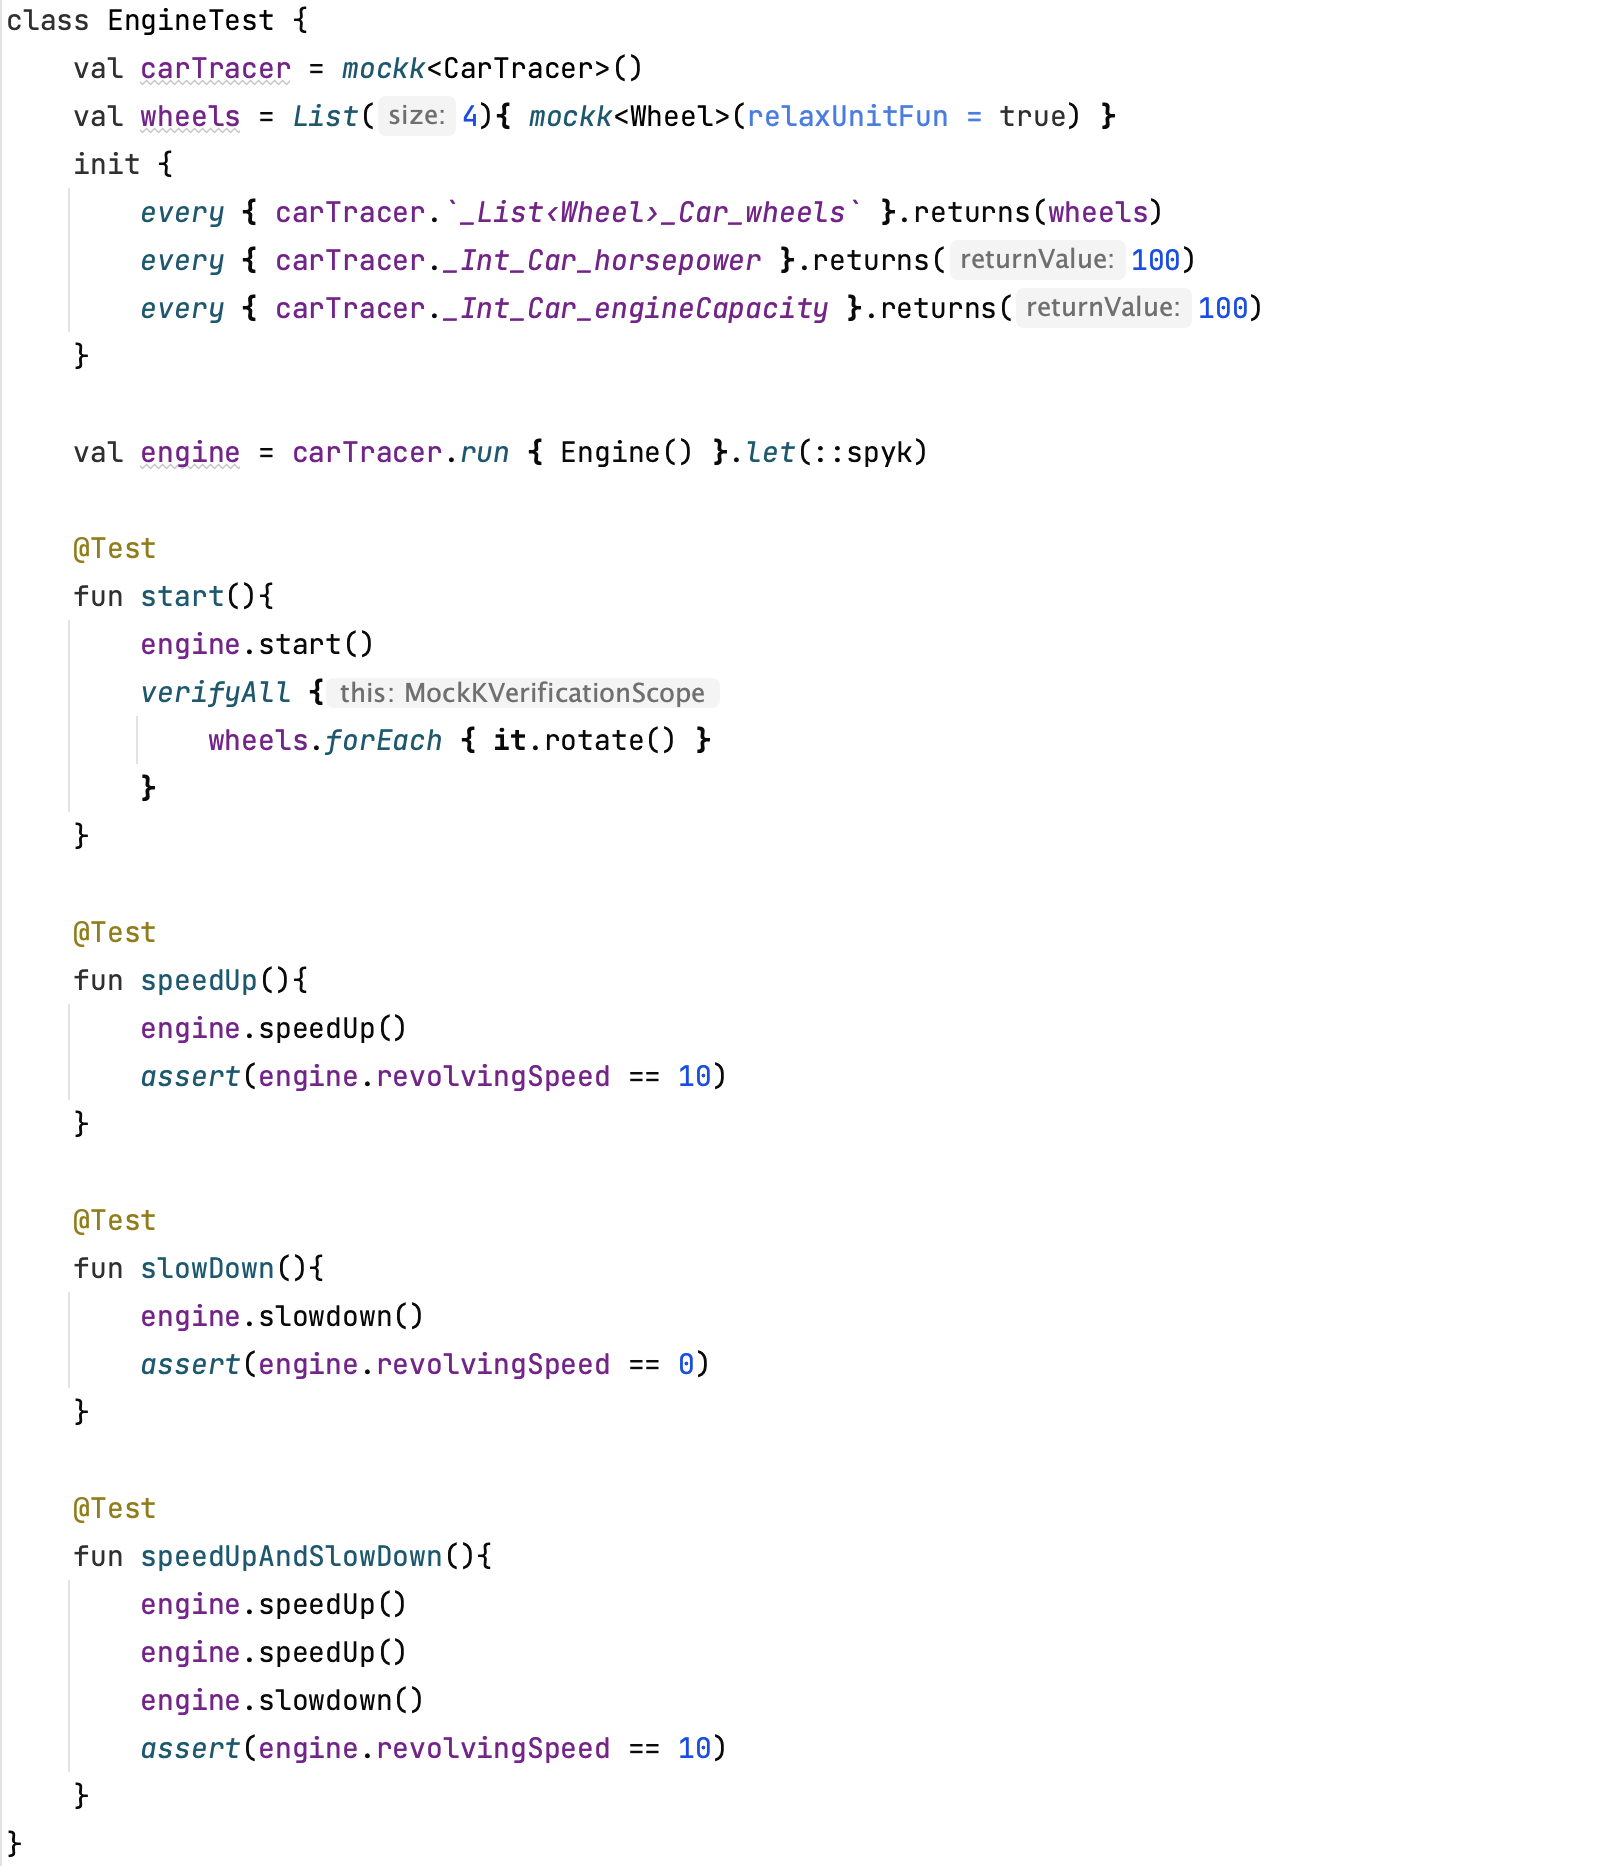 class EngineTest {
    val carTracer = mockk<CarTracer>()
    val wheels = List( size: 4){ mockk<Wheel>(relaxUnitFun = true) }
    init {
        every { carTracer.`_List‹Wheel›_Car_wheels` }.returns(wheels)
        every { carTracer._Int_Car_horsepower }.returns( returnValue: 100)
        every { carTracer._Int_Car_engineCapacity }.returns( returnValue: 100)
    }

    val engine = carTracer.run { Engine() }.let(::spyk)

    @Test
    fun start(){
        engine.start()
        verifyAll { this: MockKVerificationScope
            wheels.forEach { it.rotate() }
        }
    }

    @Test
    fun speedUp(){
        engine.speedUp()
        assert(engine.revolvingSpeed == 10)
    }

    @Test
    fun slowDown(){
        engine.slowdown()
        assert(engine.revolvingSpeed == 0)
    }

    @Test
    fun speedUpAndSlowDown(){
        engine.speedUp()
        engine.speedUp()
        engine.slowdown()
        assert(engine.revolvingSpeed == 10)
    }
}